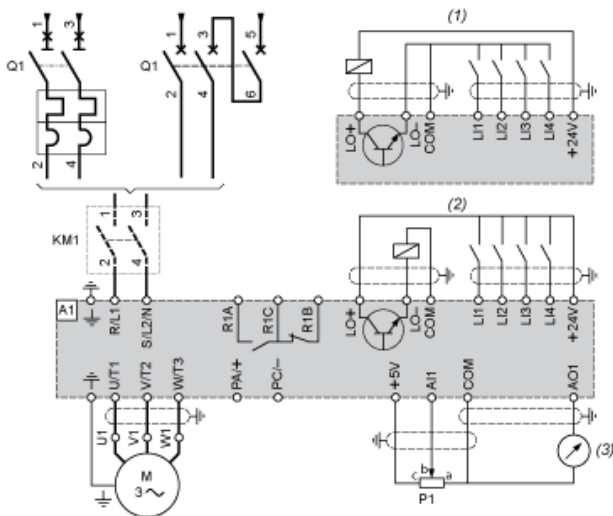 1 3
Q1
2 4
1 3 5
Q1
2 4 6
(1)
LO+ LO− COM LI1 LI2 LI3 LI4 +24V
1 3
KM1
2 4
(2)
A1
R/L1 S/L2/N R1A R1C R1B LO+ LO− COM LI1 LI2 LI3 LI4 +24V
U/T1 V/T2 W/T3 PA/+ PC/− +5V AI1 COM AO1
U1 V1 W1
M
3 ~
c b a
P1
(3)